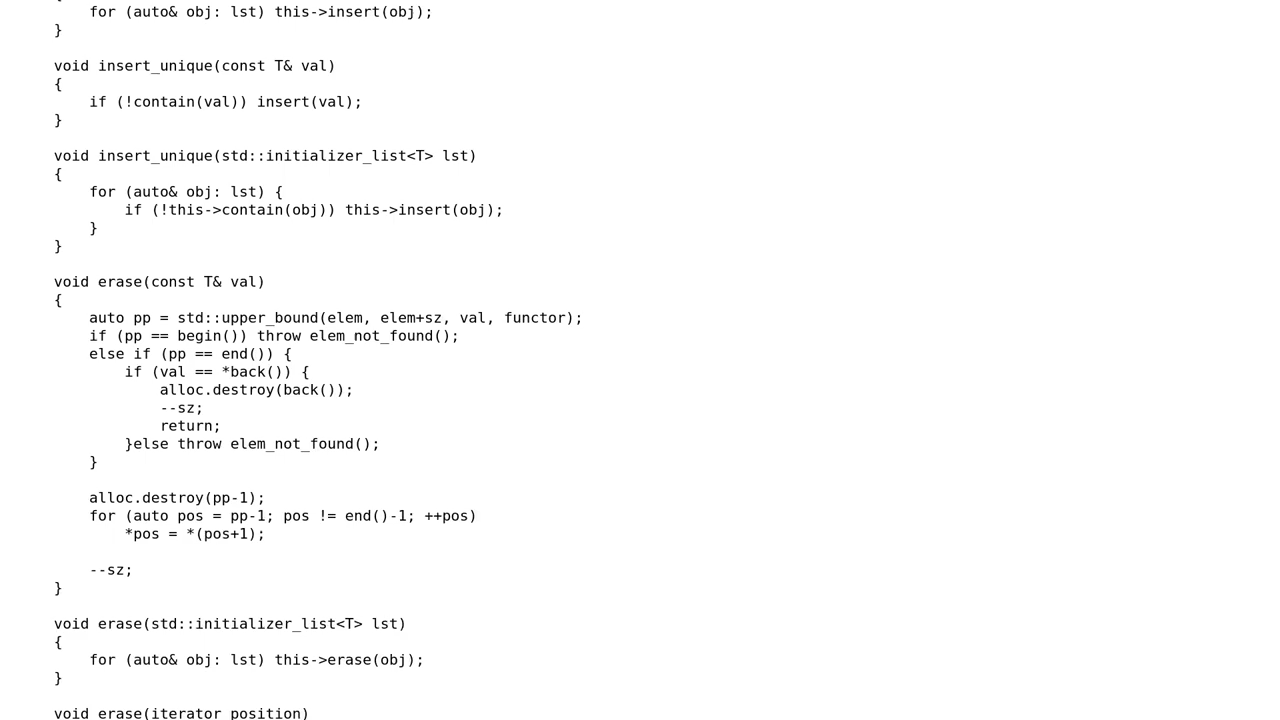 for (auto& obj: lst) this->insert(obj);
}

void insert_unique(const T& val)
{
    if (!contain(val)) insert(val);
}

void insert_unique(std::initializer_list<T> lst)
{
    for (auto& obj: lst) {
        if (!this->contain(obj)) this->insert(obj);
    }
}

void erase(const T& val)
{
    auto pp = std::upper_bound(elem, elem+sz, val, functor);
    if (pp == begin()) throw elem_not_found();
    else if (pp == end()) {
        if (val == *back()) {
            alloc.destroy(back());
            --sz;
            return;
        }else throw elem_not_found();
    }

    alloc.destroy(pp-1);
    for (auto pos = pp-1; pos != end()-1; ++pos)
        *pos = *(pos+1);

    --sz;
}

void erase(std::initializer_list<T> lst)
{
    for (auto& obj: lst) this->erase(obj);
}

void erase(iterator position)